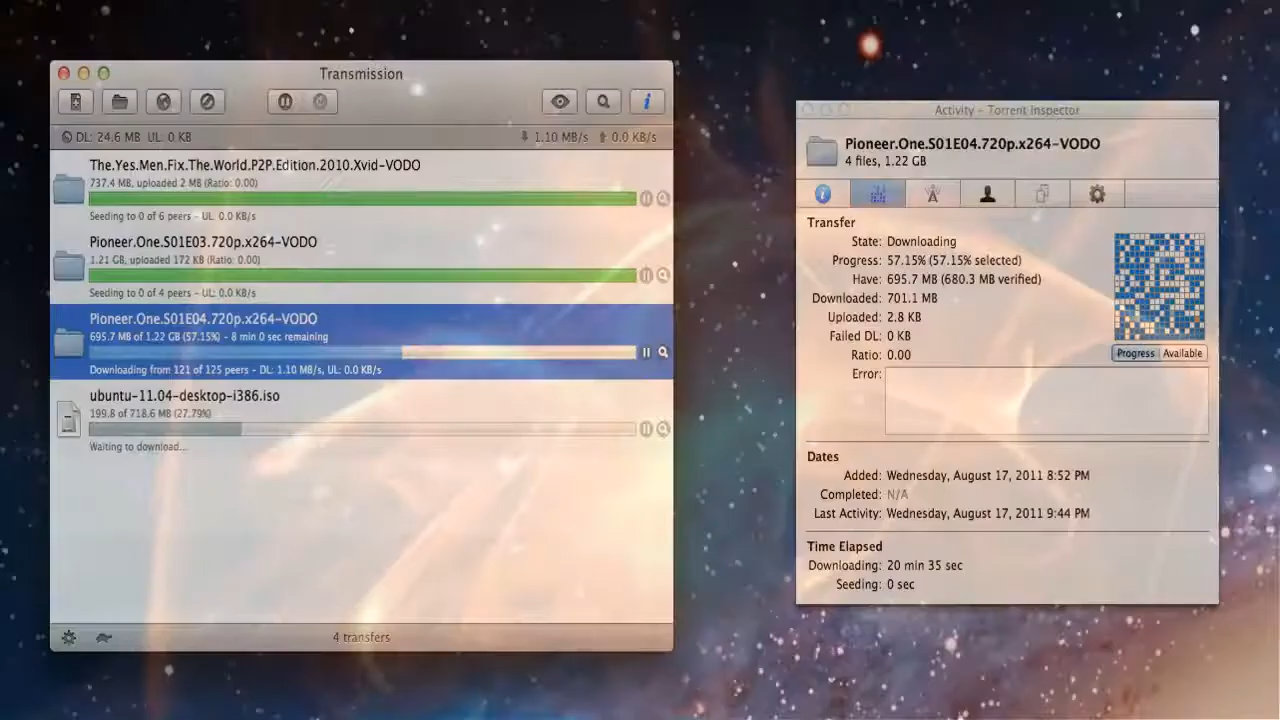 Transmission
DL: 24.6 MB UL: 0 KB
1.10 MB/s 0.0 KB/s
The.Yes.Men.Fix.The.World.P2P.Edition.2010.Xvid-VODO
737.4 MB, uploaded 2 MB (Ratio: 0.00)
Seeding to 0 of 6 peers - UL: 0.0 KB/s
Pioneer.One.S01E03.720p.x264-VODO
1.21 GB, uploaded 172 KB (Ratio: 0.00)
Seeding to 0 of 4 peers - UL: 0.0 KB/s
Pioneer.One.S01E04.720p.x264-VODO
695.7 MB of 1.22 GB (57.15%) - 8 min 0 sec remaining
Downloading from 121 of 125 peers - DL: 1.10 MB/s, UL: 0.0 KB/s
ubuntu-11.04-desktop-i386.iso
199.8 of 718.6 MB (27.79%)
Waiting to download...
4 transfers
Activity - Torrent Inspector
Pioneer.One.S01E04.720p.x264-VODO
4 files, 1.22 GB
Transfer
State: Downloading
Progress: 57.15% (57.15% selected)
Have: 695.7 MB (680.3 MB verified)
Downloaded: 701.1 MB
Uploaded: 2.8 KB
Failed DL: 0 KB
Ratio: 0.00
Progress Available
Error:
Dates
Added: Wednesday, August 17, 2011 8:52 PM
Completed: N/A
Last Activity: Wednesday, August 17, 2011 9:44 PM
Time Elapsed
Downloading: 20 min 35 sec
Seeding: 0 sec